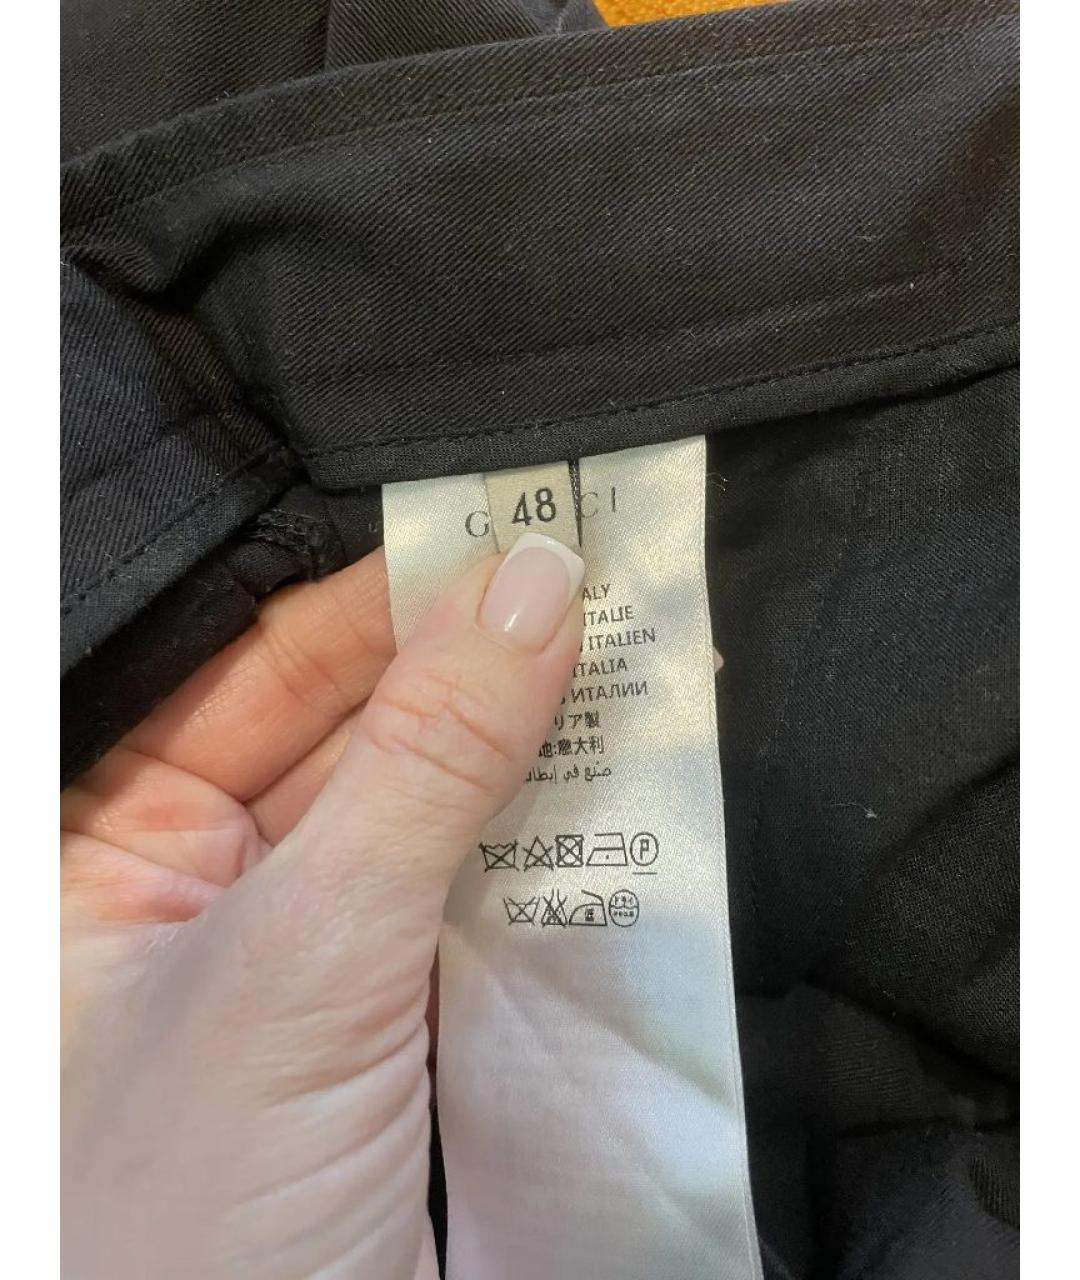 G 48 CI
ALY
ITALIE
ITALIEN
ITALIA
ИТАЛИИ
リア製
地:意大利
صنع في إيطاليا
P